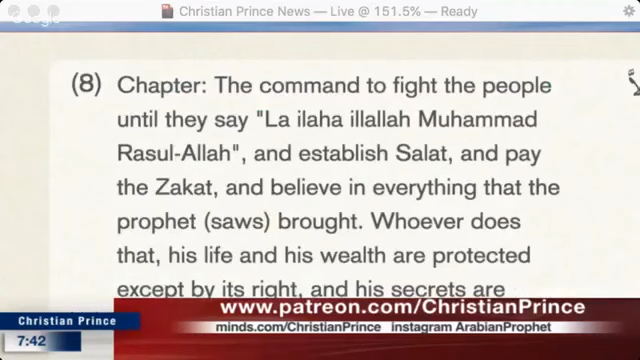 Christian Prince News — Live @ 151.5% — Ready
(8) Chapter: The command to fight the people
until they say "La ilaha illallah Muhammad
Rasul-Allah", and establish Salat, and pay
the Zakat, and believe in everything that the
prophet (saws) brought. Whoever does
that, his life and his wealth are protected
except by its right, and his secrets are
www.patreon.com/ChristianPrince
Christian Prince
minds.com/ChristianPrince instagram ArabianProphet
7:42